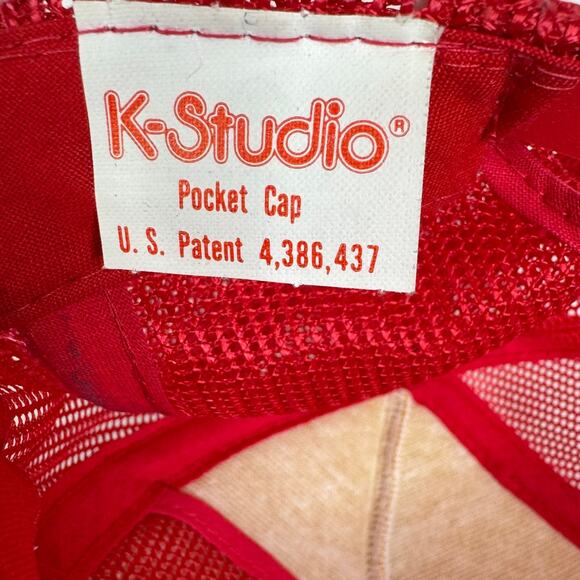 K-Studio®
Pocket Cap
U. S. Patent 4,386,437